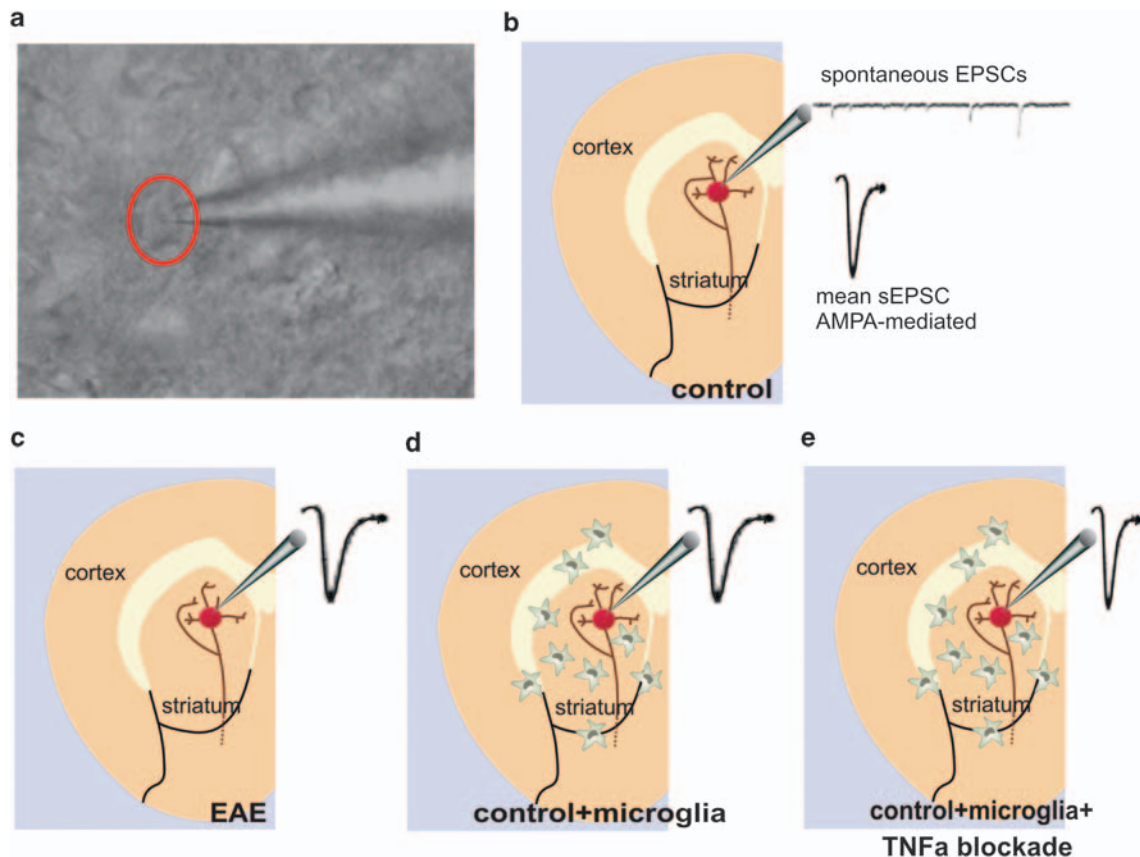 a
b
spontaneous EPSCs
cortex
striatum
mean sEPSC
AMPA-mediated
control
c
cortex
striatum
EAE
d
cortex
striatum
control+microglia
e
cortex
striatum
control+microglia+
TNFa blockade